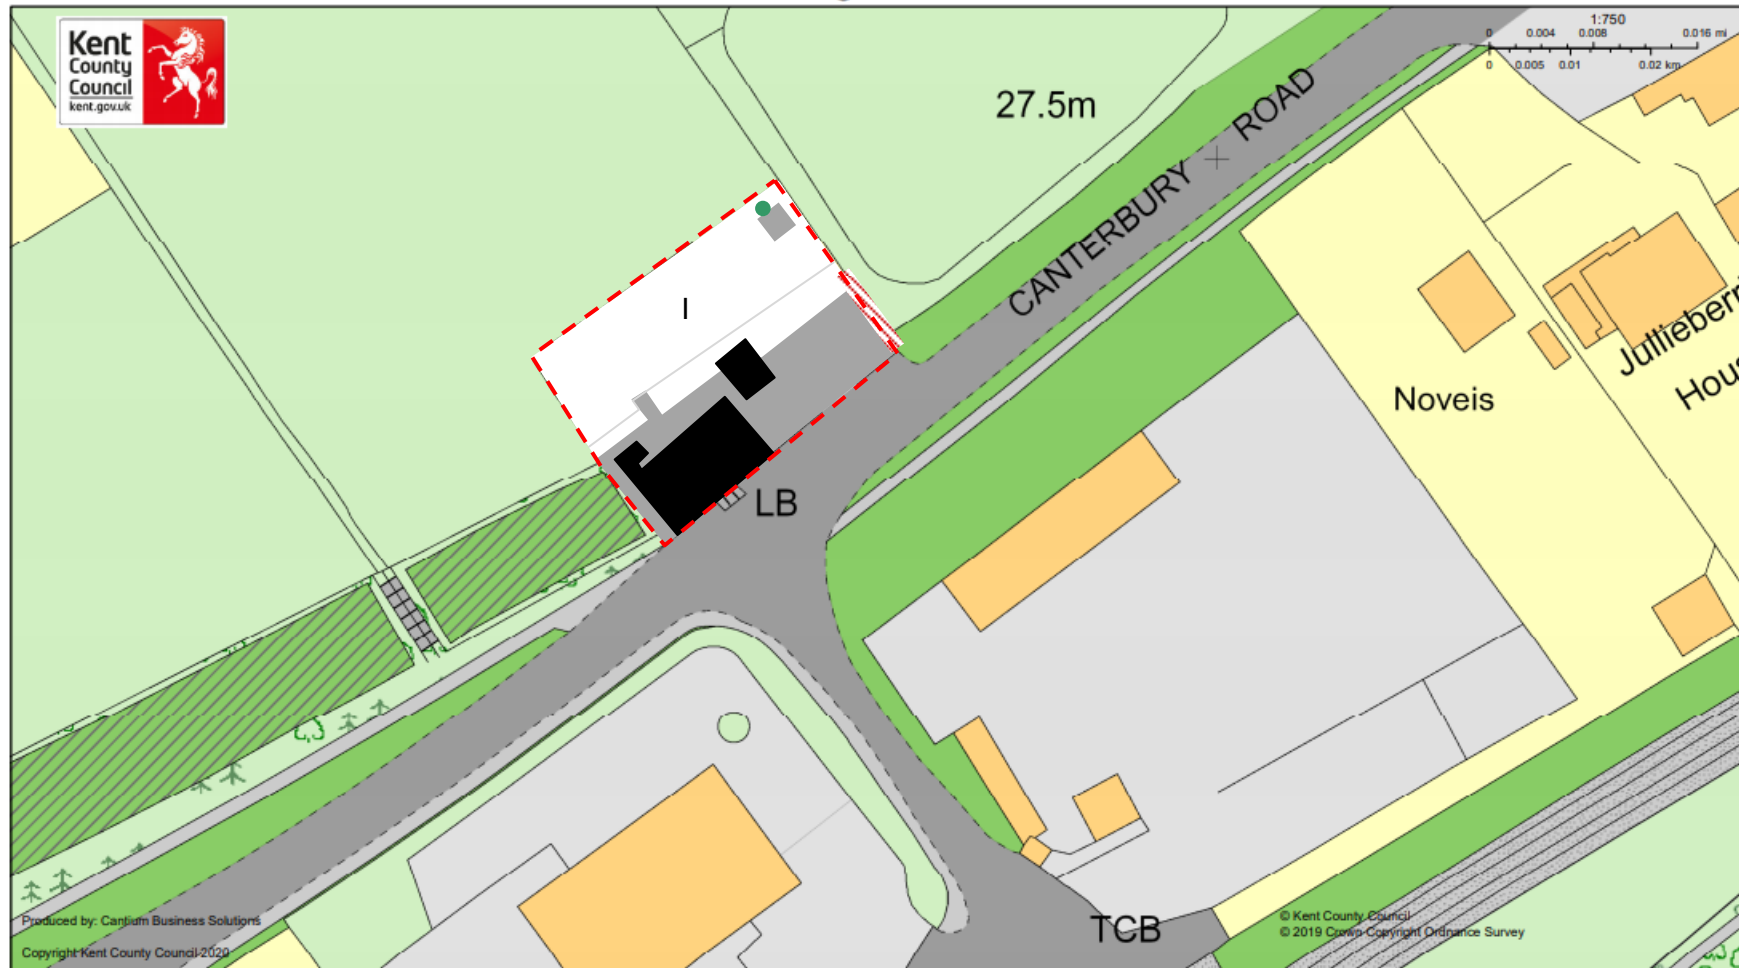 Kent
County
Council
kent.gov.uk
1:750
0 0.004 0.008 0.016 mi
0 0.005 0.01 0.02 km
27.5m
CANTERBURY ROAD
I
LB
Noveis
TCB
Produced by: Cantium Business Solutions
Copyright Kent County Council 2020
© Kent County Council
© 2019 Crown Copyright Ordnance Survey